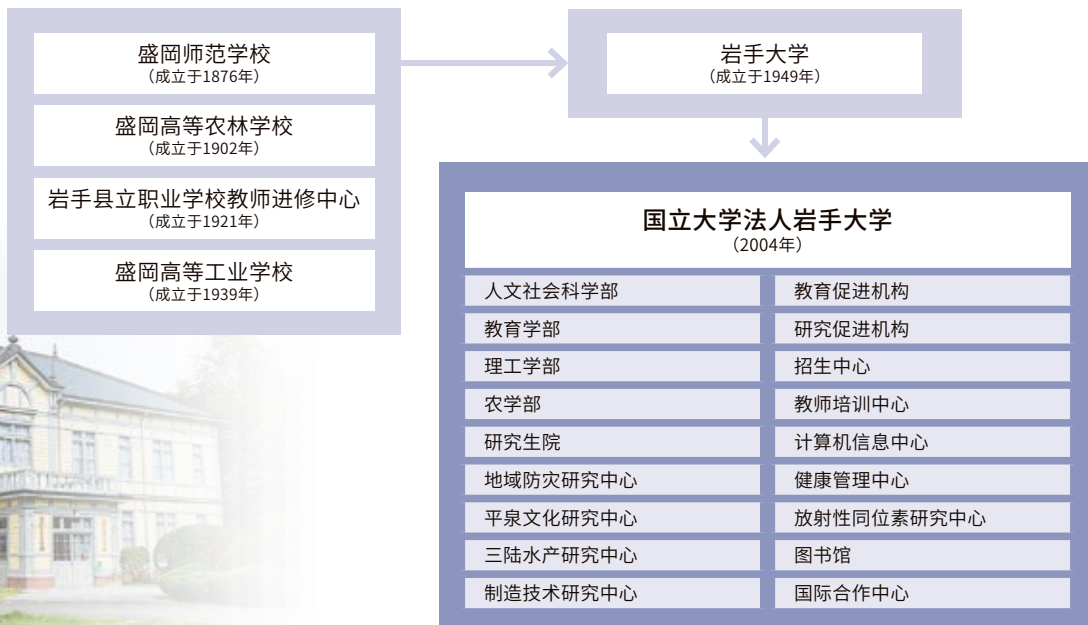 盛岡师范学校
（成立于1876年）
盛岡高等农林学校
（成立于1902年）
岩手县立职业学校教师进修中心
（成立于1921年）
盛岡高等工业学校
（成立于1939年）
岩手大学
（成立于1949年）
国立大学法人岩手大学
（2004年）
人文社会科学部
教育学部
理工学部
农学部
研究生院
地域防灾研究中心
平泉文化研究中心
三陆水产研究中心
制造技术研究中心
教育促进机构
研究促进机构
招生中心
教师培训中心
计算机信息中心
健康管理中心
放射性同位素研究中心
图书馆
国际合作中心